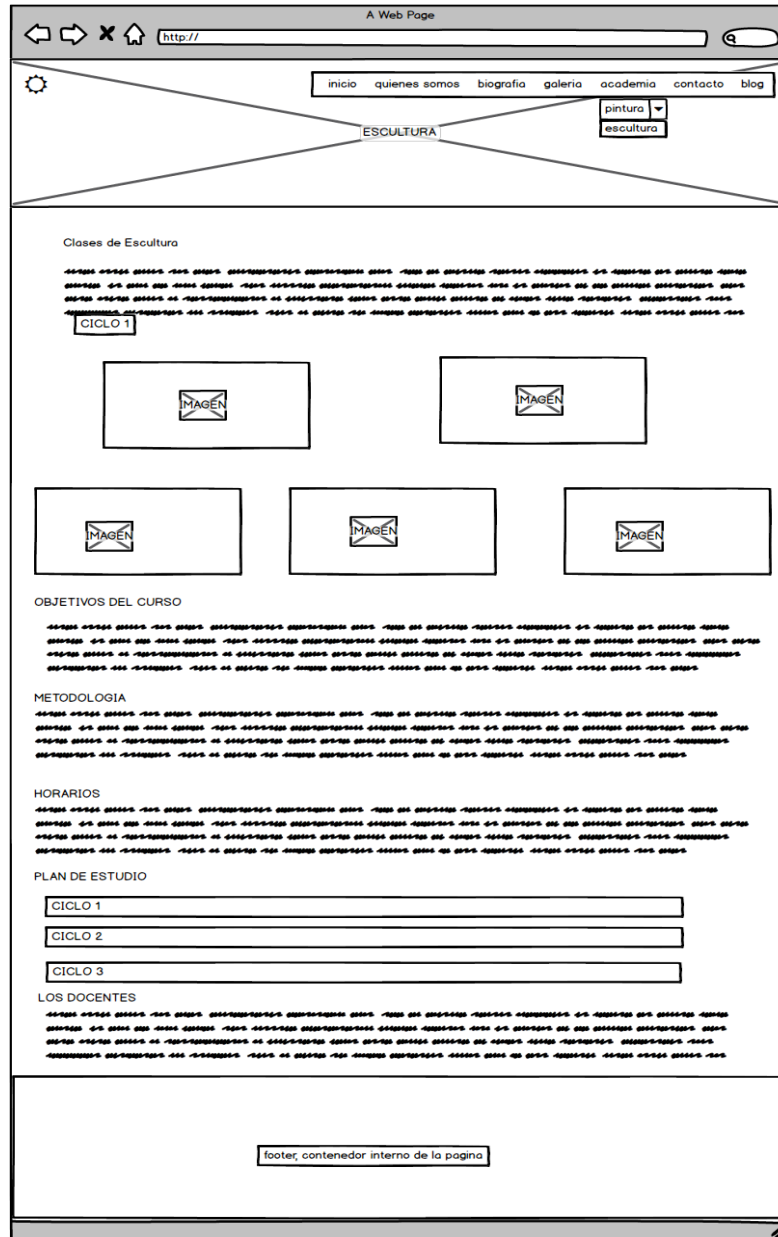 A Web Page
http://
inicio quienes somos biografia galeria academia contacto blog
pintura
escultura
ESCULTURA
Clases de Escultura
CICLO 1
IMAGEN
IMAGEN
IMAGEN
IMAGEN
IMAGEN
OBJETIVOS DEL CURSO
METODOLOGIA
HORARIOS
PLAN DE ESTUDIO
CICLO 1
CICLO 2
CICLO 3
LOS DOCENTES
footer, contenedor interno de la pagina